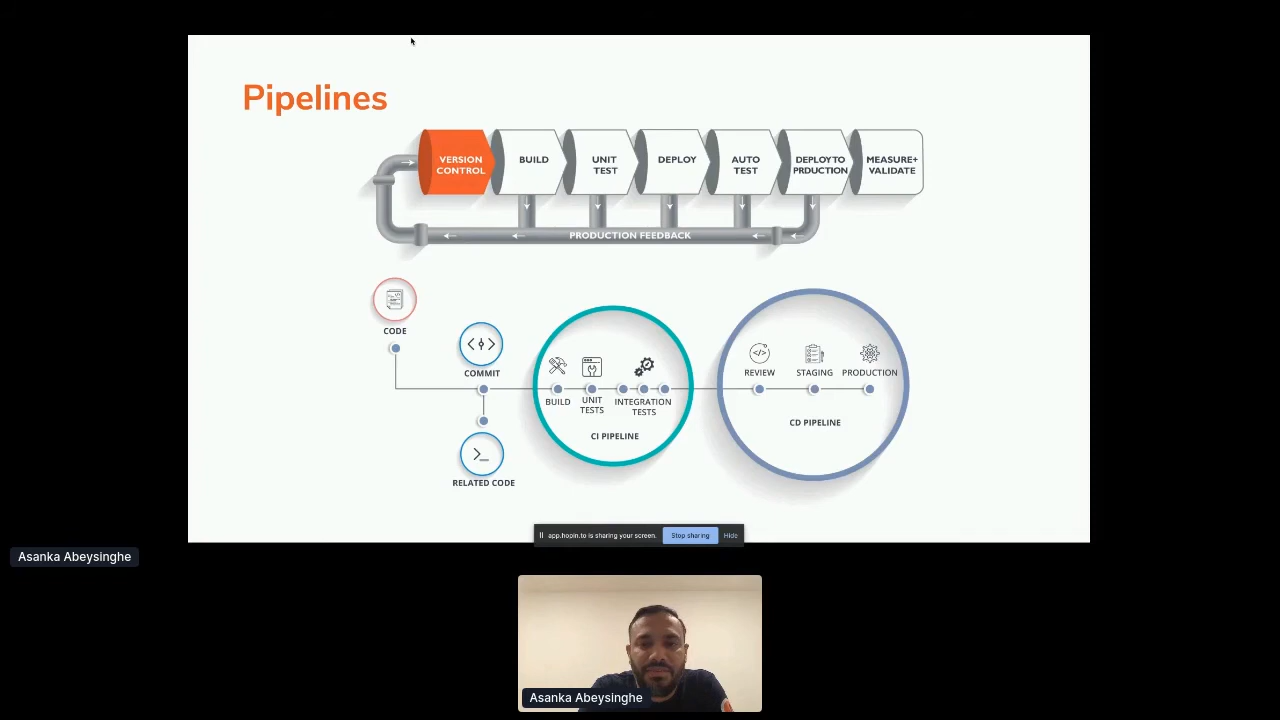 Pipelines
VERSION
CONTROL
BUILD
UNIT
TEST
DEPLOY
AUTO
TEST
DEPLOY TO
PRDUCTION
MEASURE+
VALIDATE
PRODUCTION FEEDBACK
CODE
COMMIT
RELATED CODE
BUILD
UNIT
TESTS
INTEGRATION
TESTS
CI PIPELINE
REVIEW
STAGING
PRODUCTION
CD PIPELINE
app.hopin.to is sharing your screen.
Stop sharing
Hide
Asanka Abeysinghe
Asanka Abeysinghe